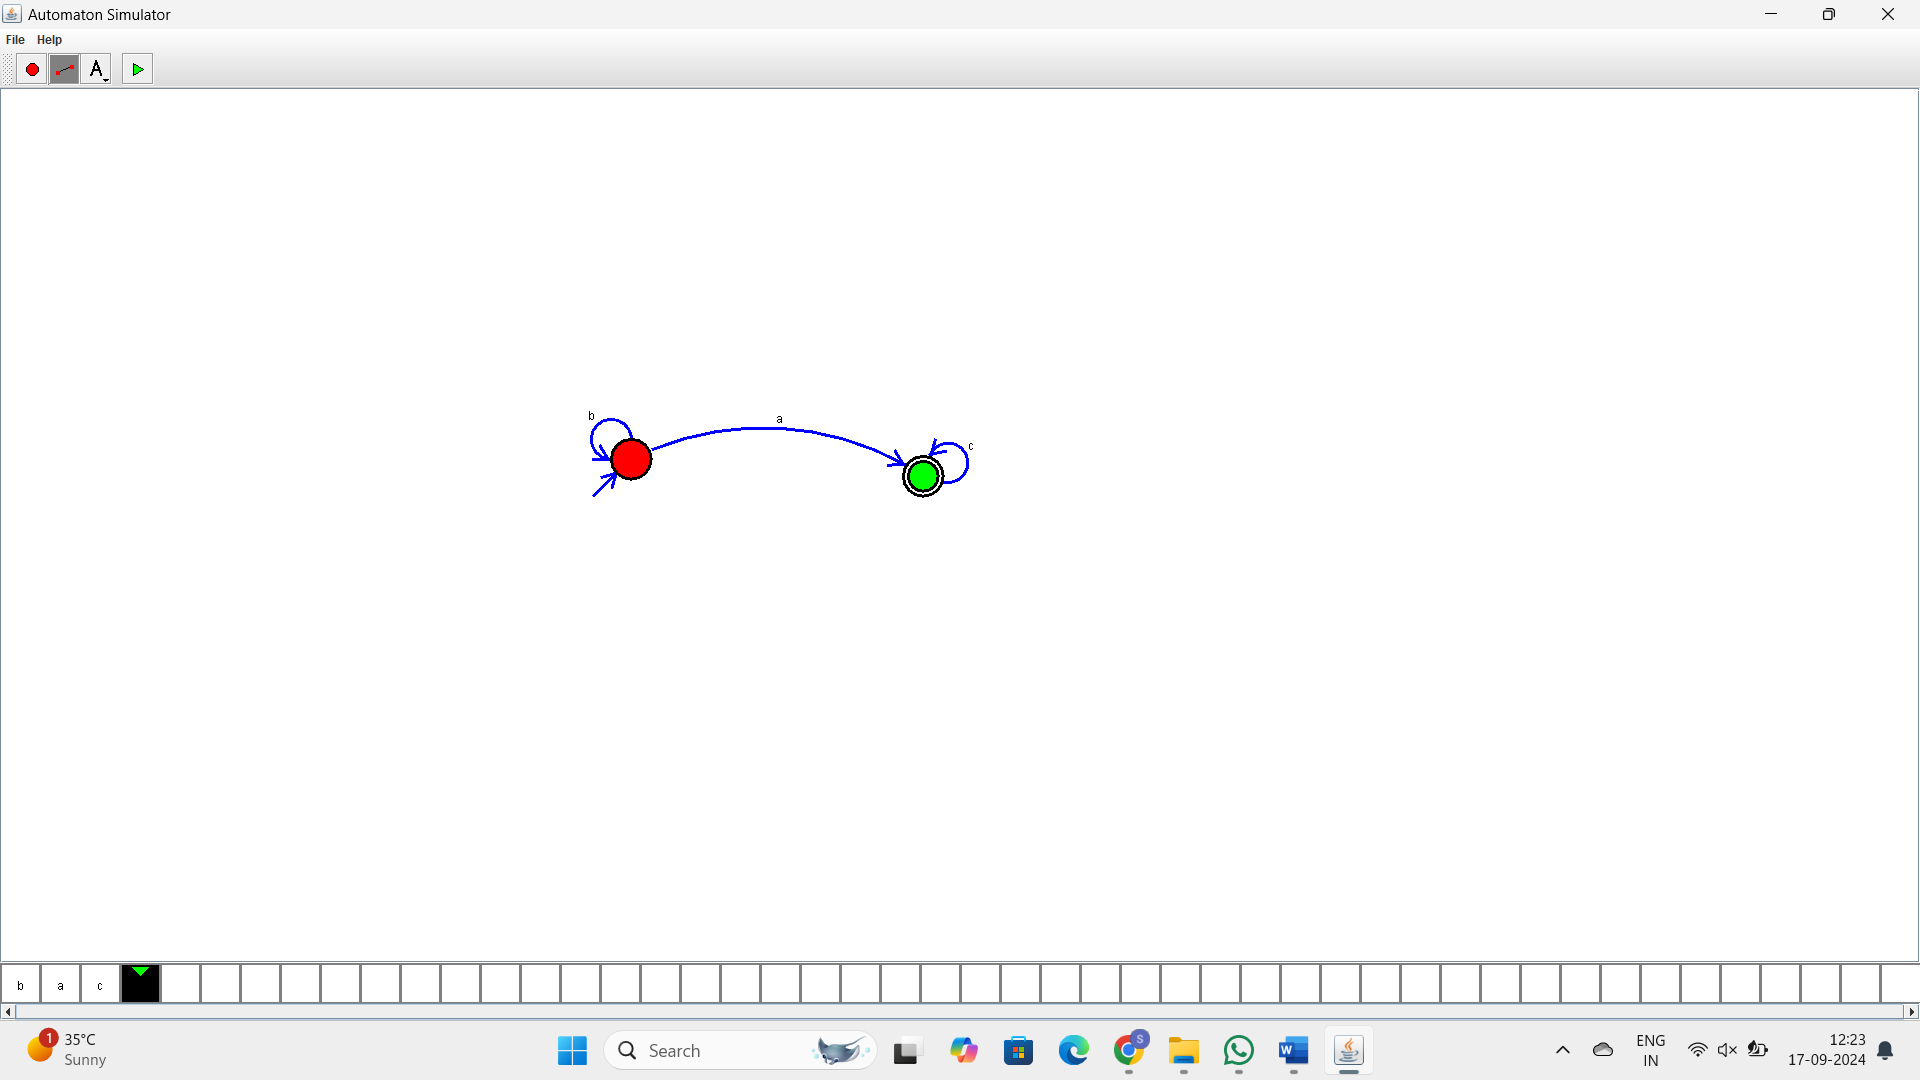 Automaton Simulator
File Help
A
b
a
c
b a c
1
35°C
Sunny
Search
S
W
ENG
IN
12:23
17-09-2024